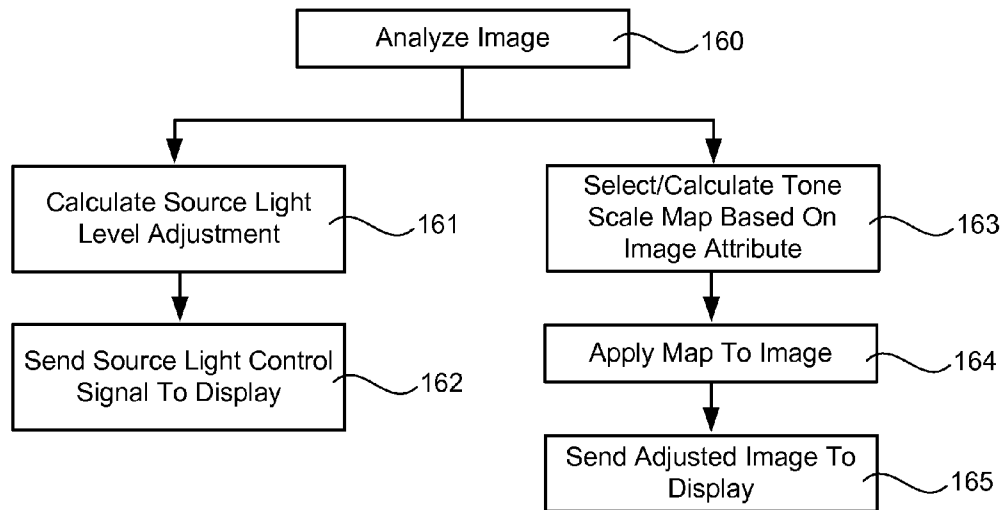 Analyze Image
160
Calculate Source Light
Level Adjustment
161
Send Source Light Control
Signal To Display
162
Select/Calculate Tone
Scale Map Based On
Image Attribute
163
Apply Map To Image
164
Send Adjusted Image To
Display
165